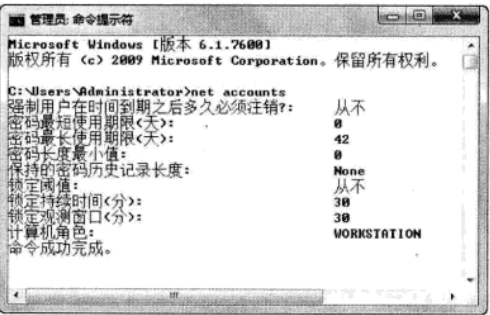 管理员: 命令提示符
Microsoft Windows [版本 6.1.7600]
版权所有 (c) 2009 Microsoft Corporation。保留所有权利。
C:\Users\Administrator>net accounts
强制用户在时间到期之后多久必须注销?: 从不
密码最短使用期限(天): 0
密码最长使用期限(天): 42
密码长度最小值: 0
保持的密码历史记录长度: None
锁定阈值: 从不
锁定持续时间(分): 30
锁定观测窗口(分): 30
计算机角色: WORKSTATION
命令成功完成。